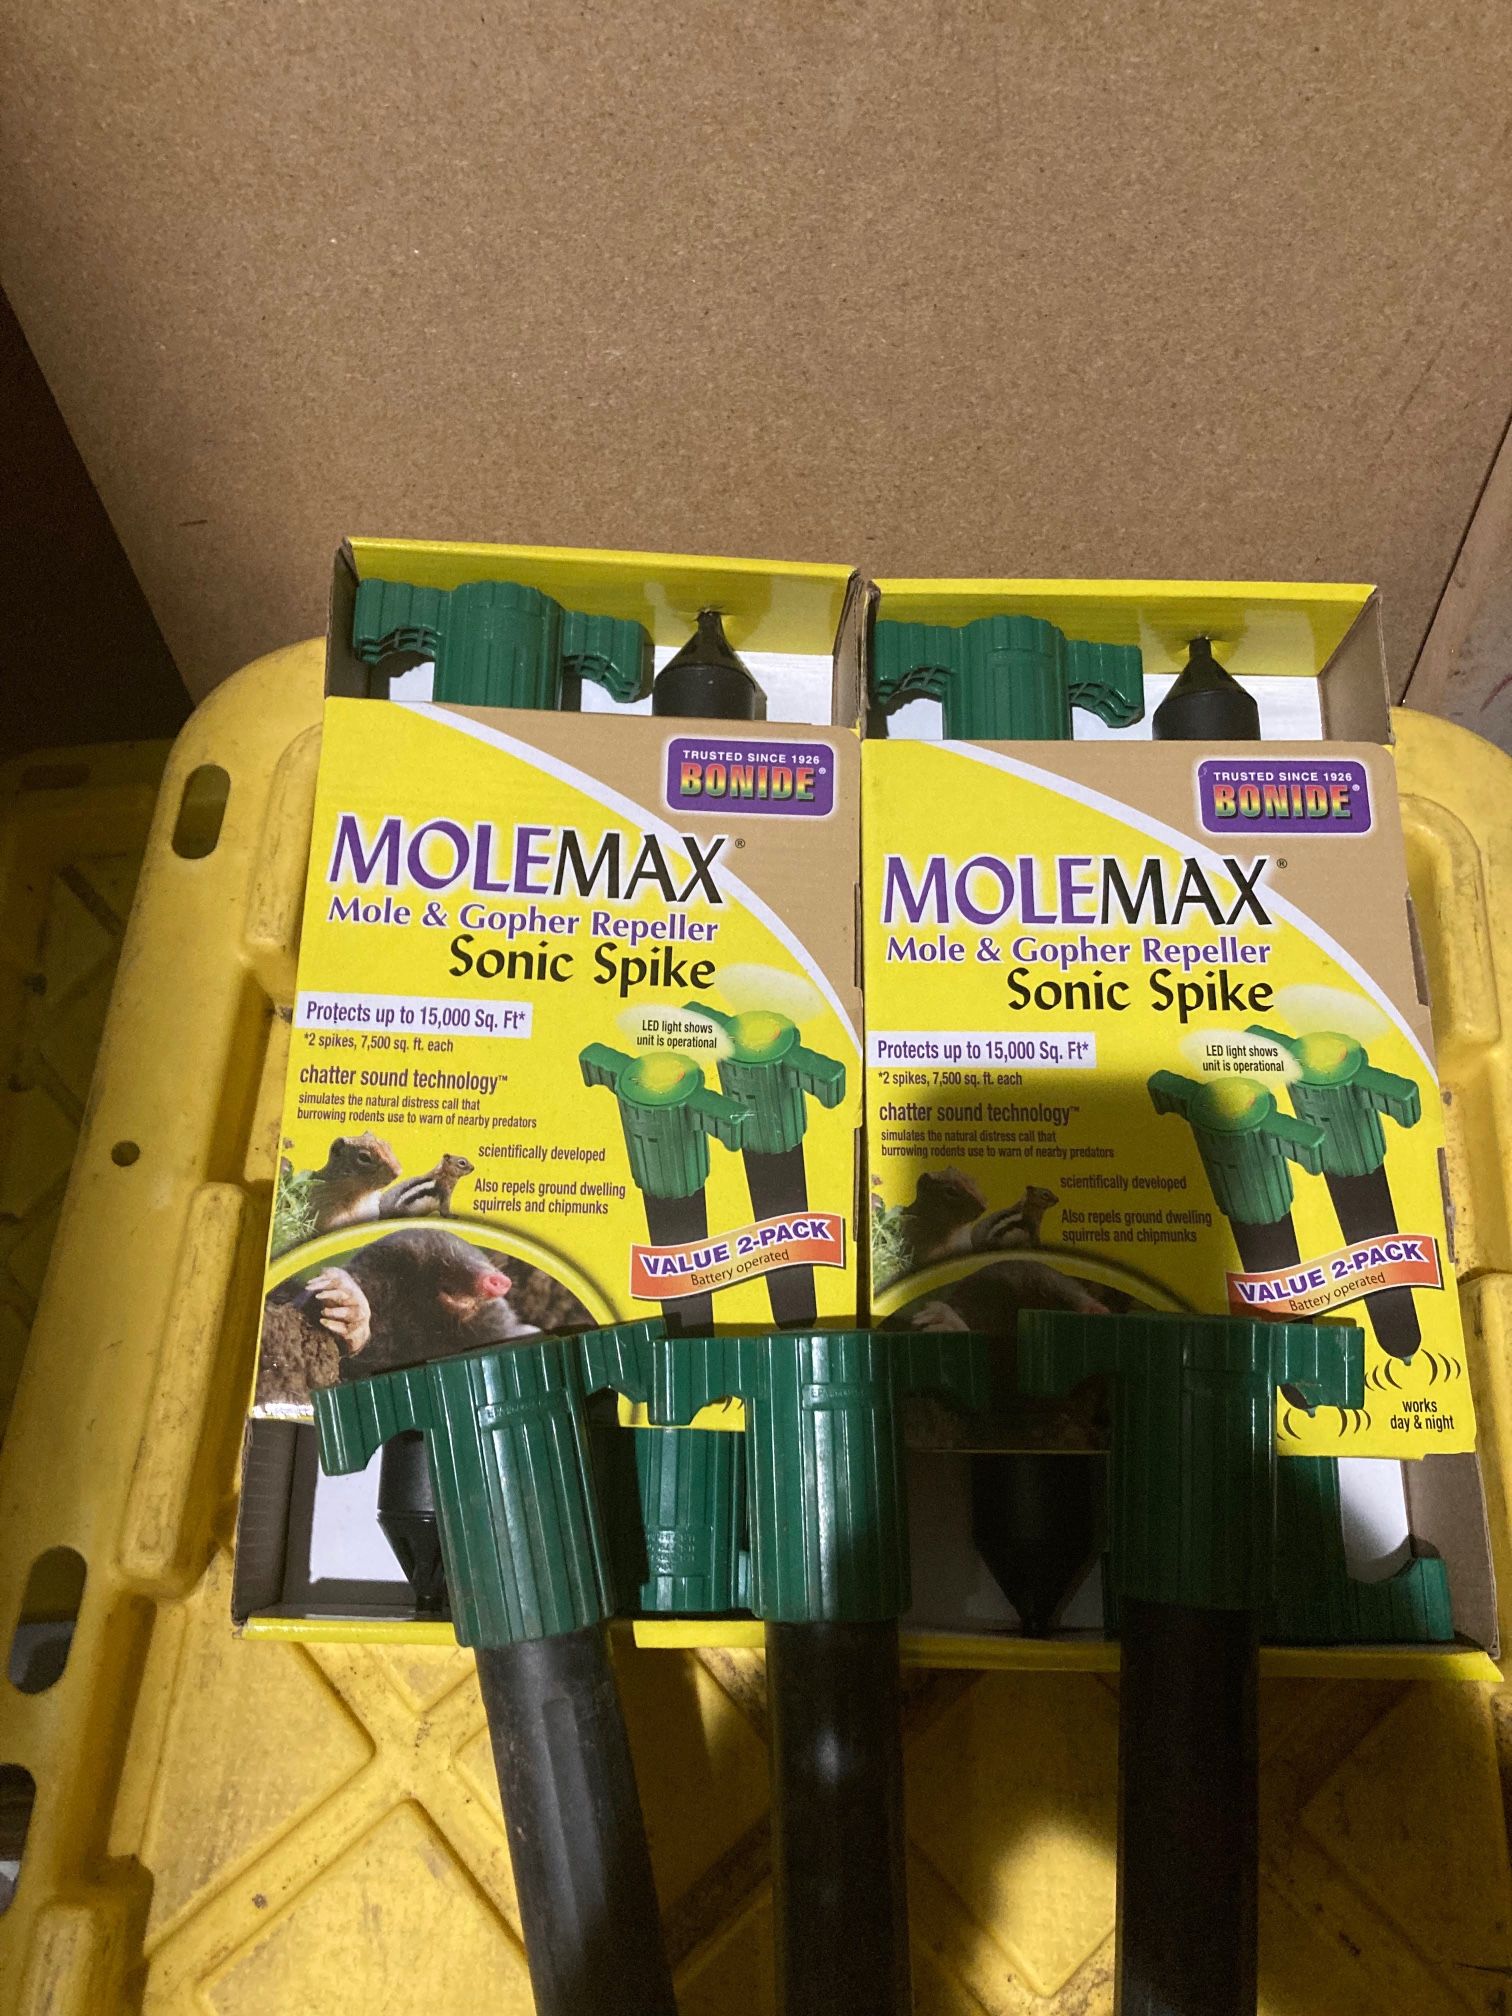 TRUSTED SINCE 1926
BONIDE®
MOLEMAX®
Mole & Gopher Repeller
Sonic Spike
Protects up to 15,000 Sq. Ft*
*2 spikes, 7,500 sq. ft. each
LED light shows
unit is operational
chatter sound technology™
simulates the natural distress call that
burrowing rodents use to warn of nearby predators
scientifically developed
Also repels ground dwelling
squirrels and chipmunks
VALUE 2-PACK
Battery operated
TRUSTED SINCE 1926
BONIDE®
MOLEMAX®
Mole & Gopher Repeller
Sonic Spike
Protects up to 15,000 Sq. Ft*
*2 spikes, 7,500 sq. ft. each
LED light shows
unit is operational
chatter sound technology™
simulates the natural distress call that
burrowing rodents use to warn of nearby predators
scientifically developed
Also repels ground dwelling
squirrels and chipmunks
VALUE 2-PACK
Battery operated
works
day & night